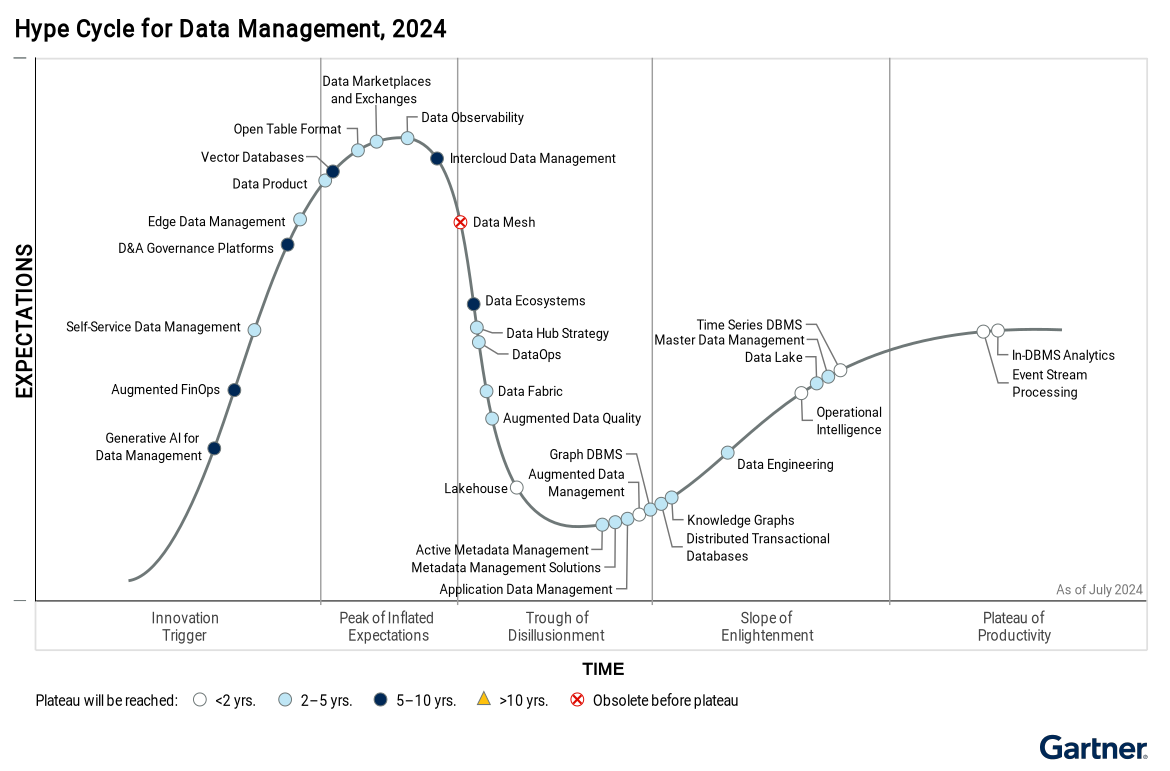 Hype Cycle for Data Management, 2024
Data Marketplaces
and Exchanges
Data Observability
Open Table Format
Vector Databases
Intercloud Data Management
Data Product
Edge Data Management
Data Mesh
D&A Governance Platforms
Data Ecosystems
Self-Service Data Management
Data Hub Strategy
DataOps
Augmented FinOps
Data Fabric
Augmented Data Quality
Generative AI for
Data Management
Lakehouse
Graph DBMS
Augmented Data
Management
Active Metadata Management
Metadata Management Solutions
Application Data Management
Knowledge Graphs
Distributed Transactional
Databases
Data Engineering
Time Series DBMS
Master Data Management
Data Lake
Operational
Intelligence
In-DBMS Analytics
Event Stream
Processing
EXPECTATIONS
As of July 2024
Innovation
Trigger
Peak of Inflated
Expectations
Trough of
Disillusionment
Slope of
Enlightenment
Plateau of
Productivity
TIME
Plateau will be reached: <2 yrs. 2–5 yrs. 5–10 yrs. >10 yrs. Obsolete before plateau
Gartner®